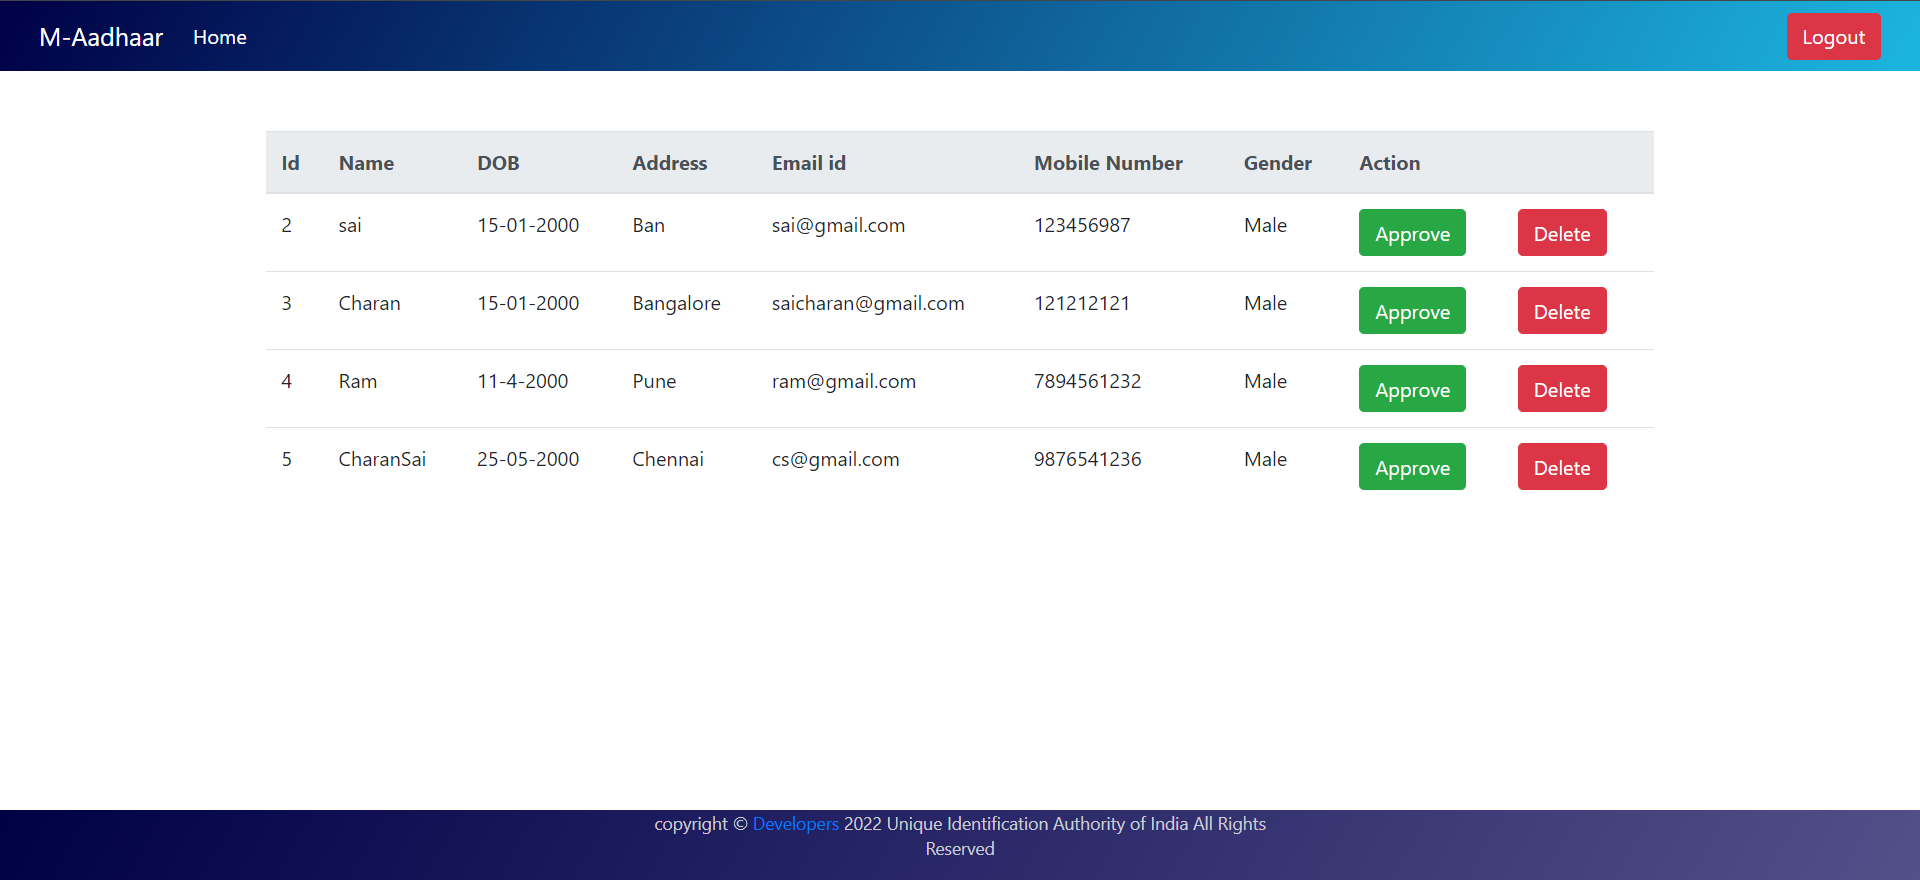 M-Aadhaar Home Logout
Id Name DOB Address Email id Mobile Number Gender Action
2 sai 15-01-2000 Ban sai@gmail.com 123456987 Male Approve Delete
3 Charan 15-01-2000 Bangalore saicharan@gmail.com 121212121 Male Approve Delete
4 Ram 11-4-2000 Pune ram@gmail.com 7894561232 Male Approve Delete
5 CharanSai 25-05-2000 Chennai cs@gmail.com 9876541236 Male Approve Delete
copyright © Developers 2022 Unique Identification Authority of India All Rights
Reserved